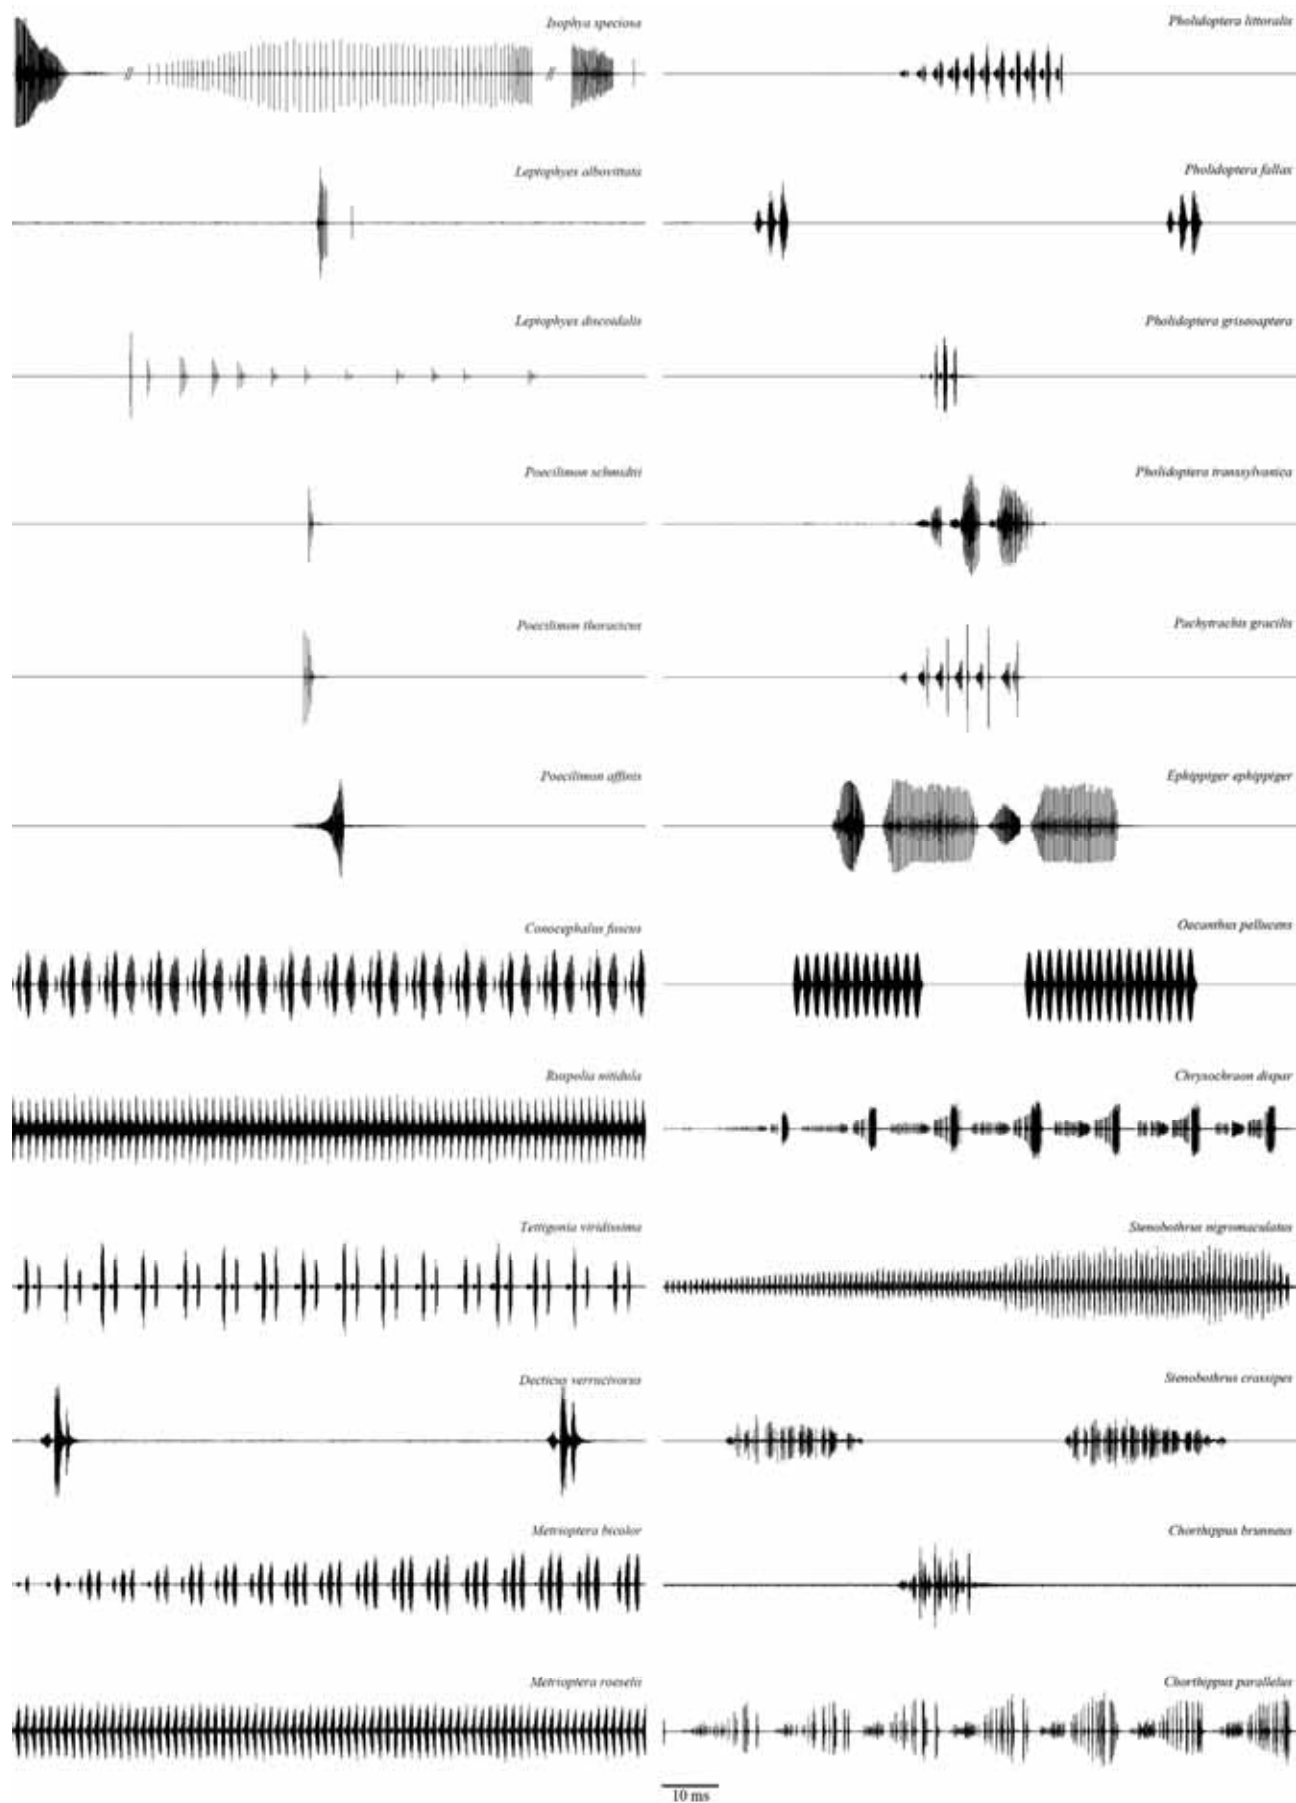 Isophya speciosa
Pholidoptera littoralis
Leptophyes albovittata
Pholidoptera fallax
Leptophyes discoidalis
Pholidoptera griseoaptera
Poecilimon schmidtii
Pholidoptera transsylvanica
Poecilimon thoracicus
Pachytrachis gracilis
Poecilimon affinis
Ephippiger ephippiger
Conocephalus fuscus
Oecanthus pellucens
Ruspolia nitidula
Chrysochraon dispar
Tettigonia viridissima
Stenobothrus nigromaculatus
Decticus verrucivorus
Stenobothrus crassipes
Metrioptera bicolor
Chorthippus brunneus
Metrioptera roeselii
Chorthippus parallelus
10 ms